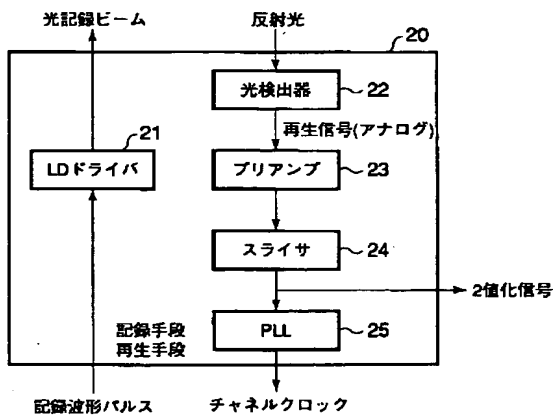 光記録ビーム
反射光
20
光検出器
22
21
再生信号(アナログ)
LDドライバ
プリアンプ
23
スライサ
24
2値化信号
記録手段
再生手段
PLL
25
記録波形パルス
チャネルクロック